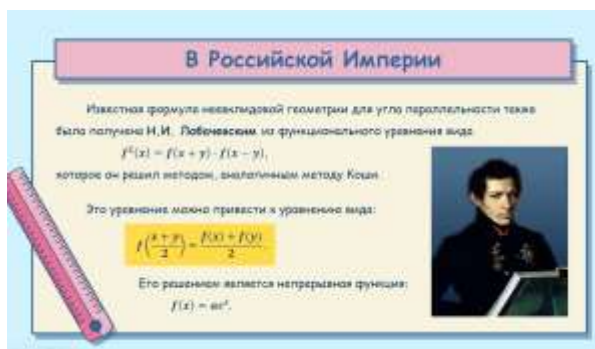 В Российской Империи
Известная формула неевклидовой геометрии для угла параллельности также
была получена Н.И. Лобачевским из функционального уравнения вида
f²(x) = f(x + y) · f(x − y),
которое он решил методом, аналогичным методу Коши
Это уравнение можно привести к уравнению вида:
f((x + y)/2) = (f(x) + f(y))/2
Его решением является непрерывная функция:
f(x) = aeˣ.